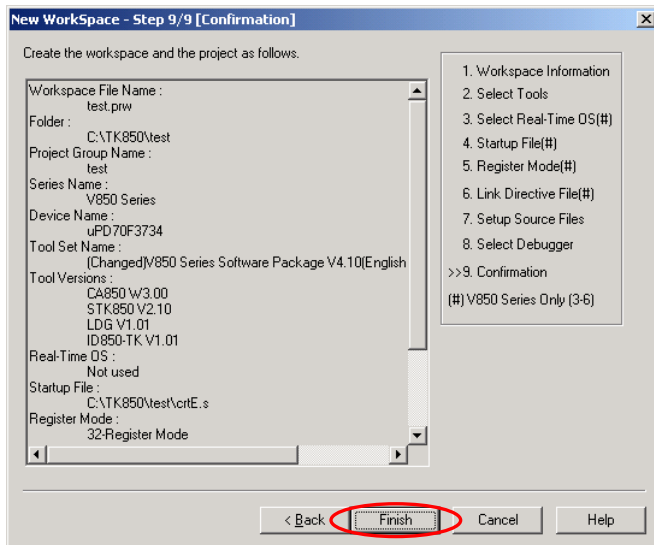 New WorkSpace - Step 9/9 [Confirmation]
Create the workspace and the project as follows.
Workspace File Name :
test.prw
Folder :
C:\TK850\test
Project Group Name :
test
Series Name :
V850 Series
Device Name :
uPD70F3734
Tool Set Name :
(Changed)V850 Series Software Package V4.10(English
Tool Versions :
CA850 W3.00
STK850 V2.10
LDG V1.01
ID850-TK V1.01
Real-Time OS :
Not used
Startup File :
C:\TK850\test\crtE.s
Register Mode :
32-Register Mode
1. Workspace Information
2. Select Tools
3. Select Real-Time OS(#)
4. Startup File(#)
5. Register Mode(#)
6. Link Directive File(#)
7. Setup Source Files
8. Select Debugger
>>9. Confirmation
(#) V850 Series Only (3-6)
< Back
Finish
Cancel
Help